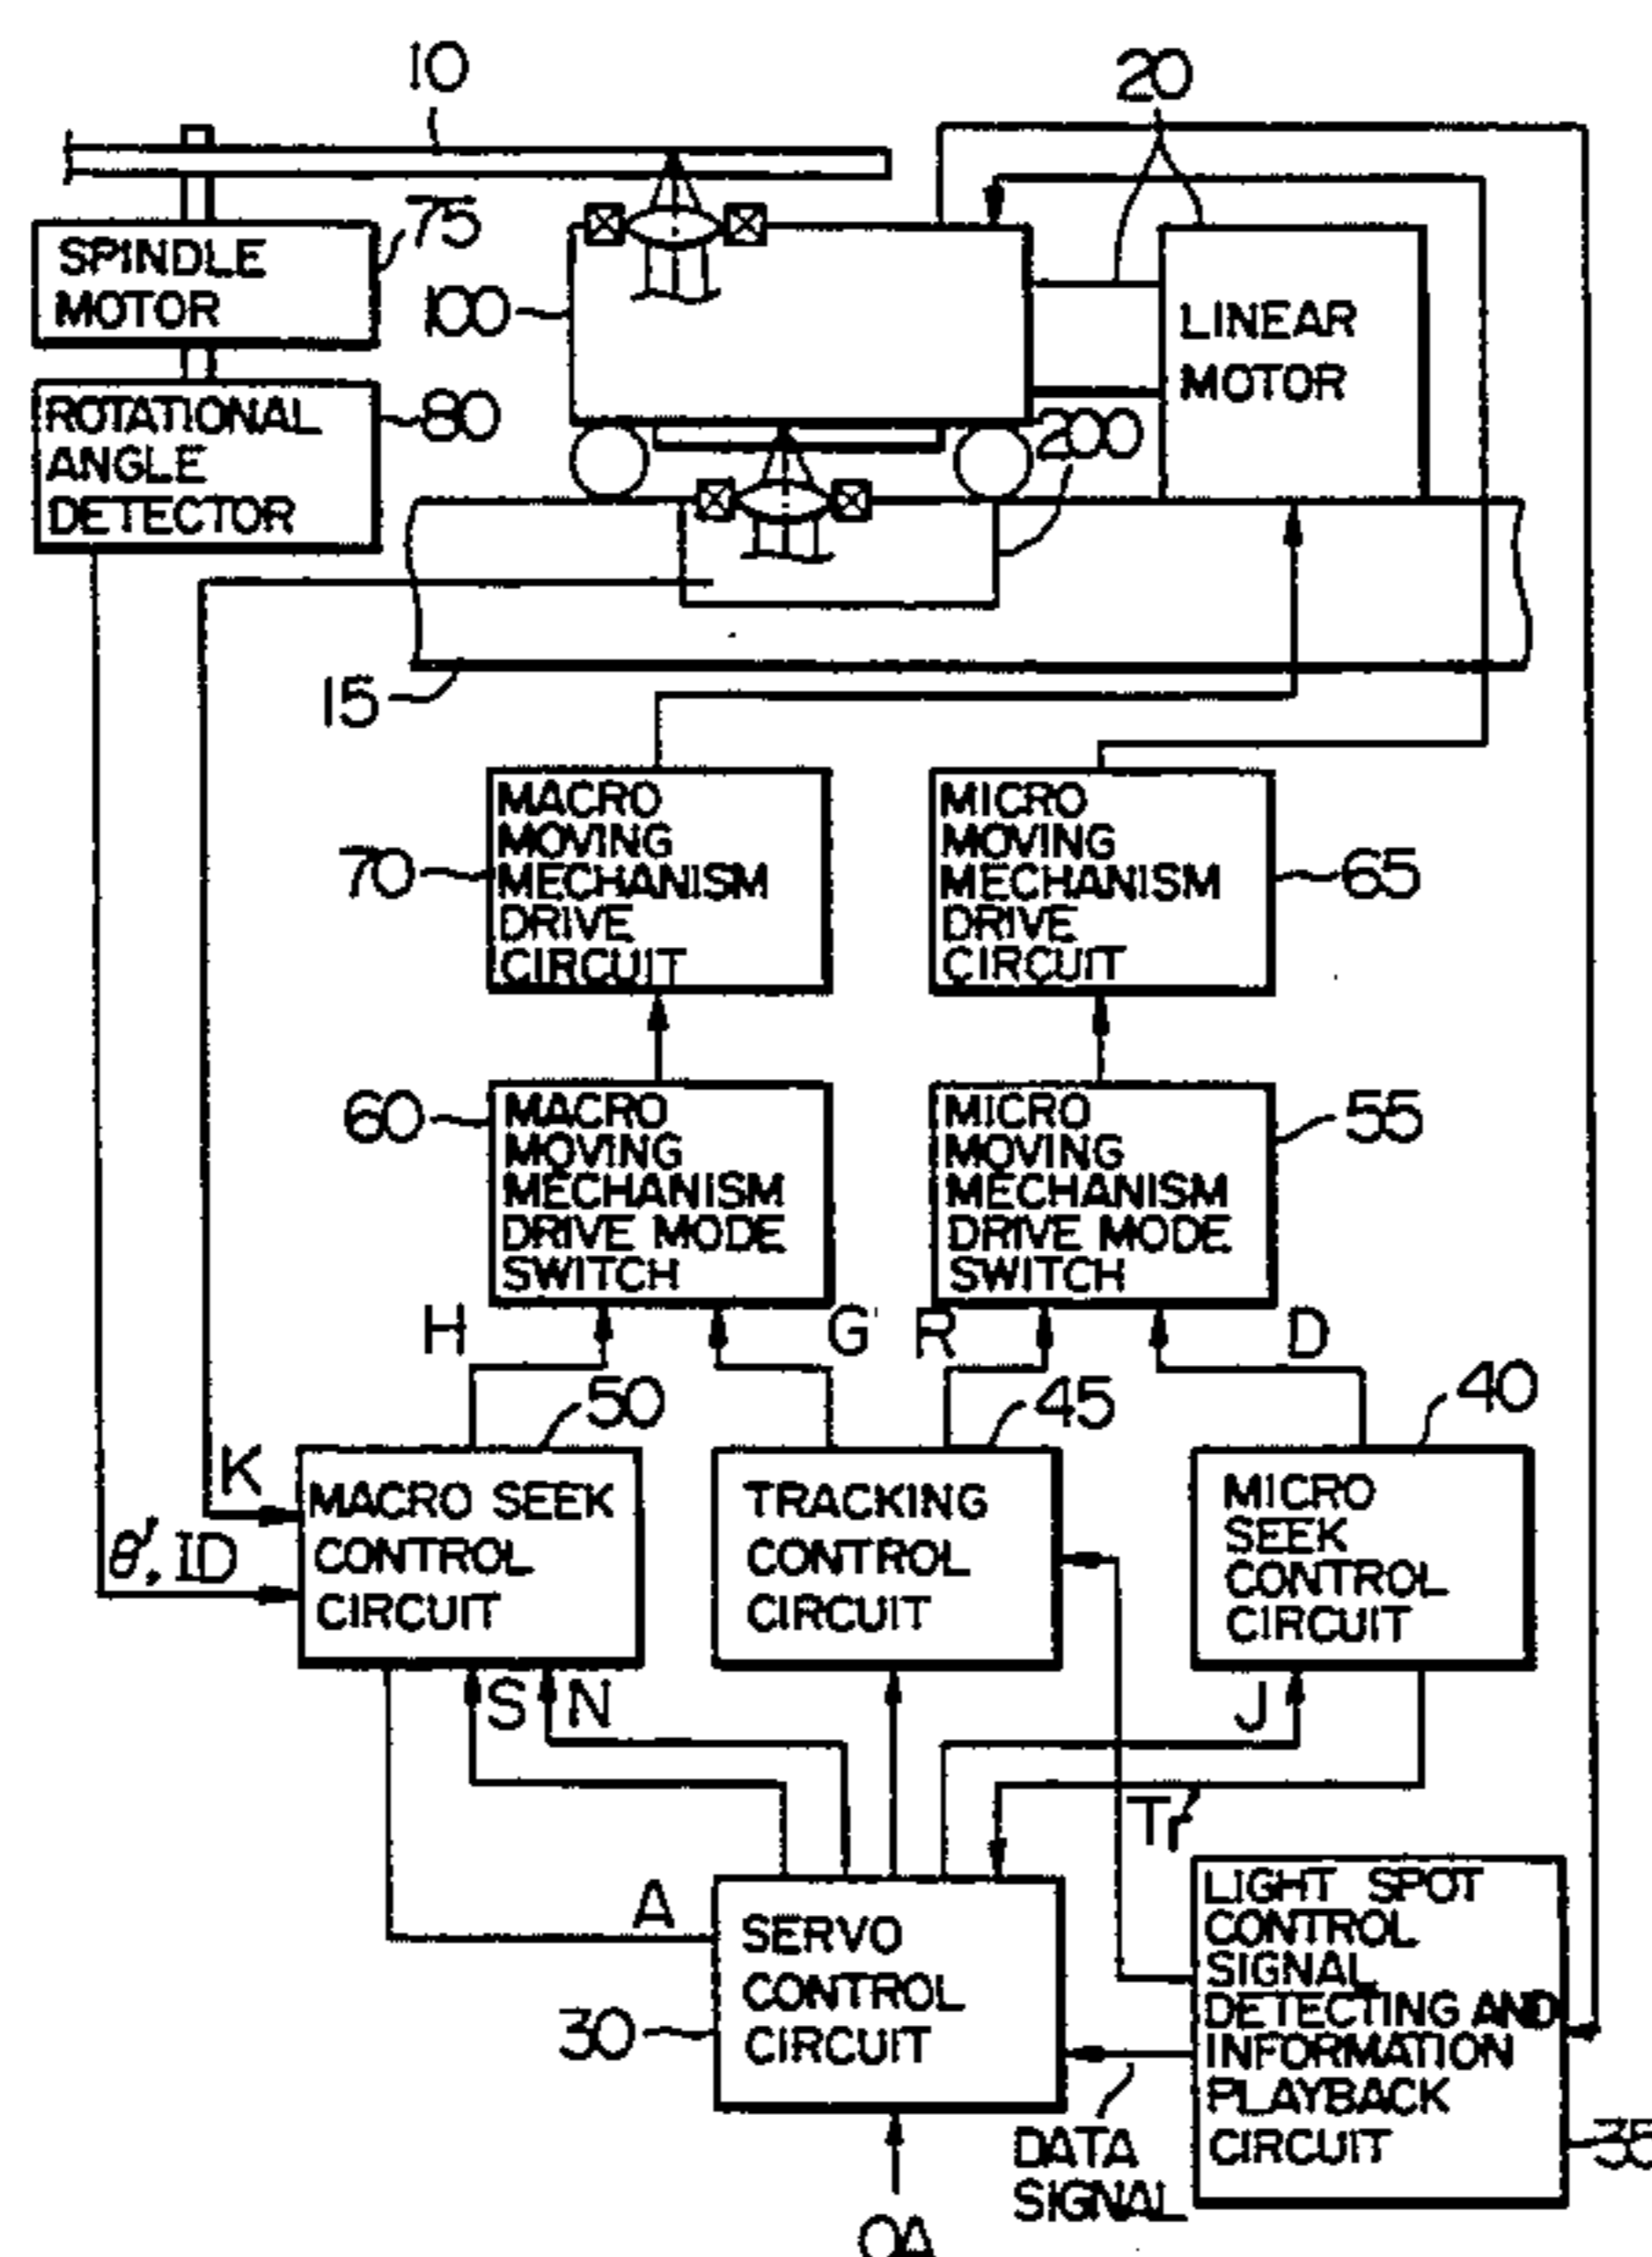 10
20
75
SPINDLE
MOTOR
100
LINEAR
MOTOR
80
ROTATIONAL
ANGLE
DETECTOR
200
15
MACRO
MOVING
MECHANISM
DRIVE
CIRCUIT
70
MICRO
MOVING
MECHANISM
DRIVE
CIRCUIT
65
60
MACRO
MOVING
MECHANISM
DRIVE MODE
SWITCH
MICRO
MOVING
MECHANISM
DRIVE MODE
SWITCH
55
H
G'
R
D
50
45
40
K
θ', ID
MACRO SEEK
CONTROL
CIRCUIT
TRACKING
CONTROL
CIRCUIT
MICRO
SEEK
CONTROL
CIRCUIT
S
N
J
Tr
A
SERVO
CONTROL
CIRCUIT
30
LIGHT SPOT
CONTROL
SIGNAL
DETECTING AND
INFORMATION
PLAYBACK
CIRCUIT
35
DATA
SIGNAL
OA